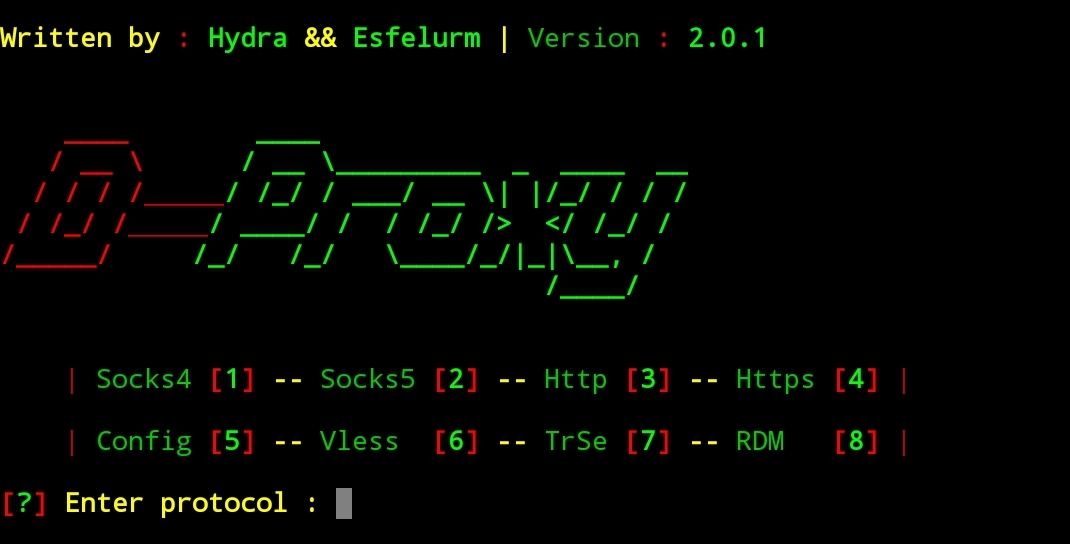 Written by : Hydra && Esfelurm | Version : 2.0.1
D-Proxy
| Socks4 [1] -- Socks5 [2] -- Http [3] -- Https [4] |
| Config [5] -- Vless [6] -- TrSe [7] -- RDM [8] |
[?] Enter protocol :